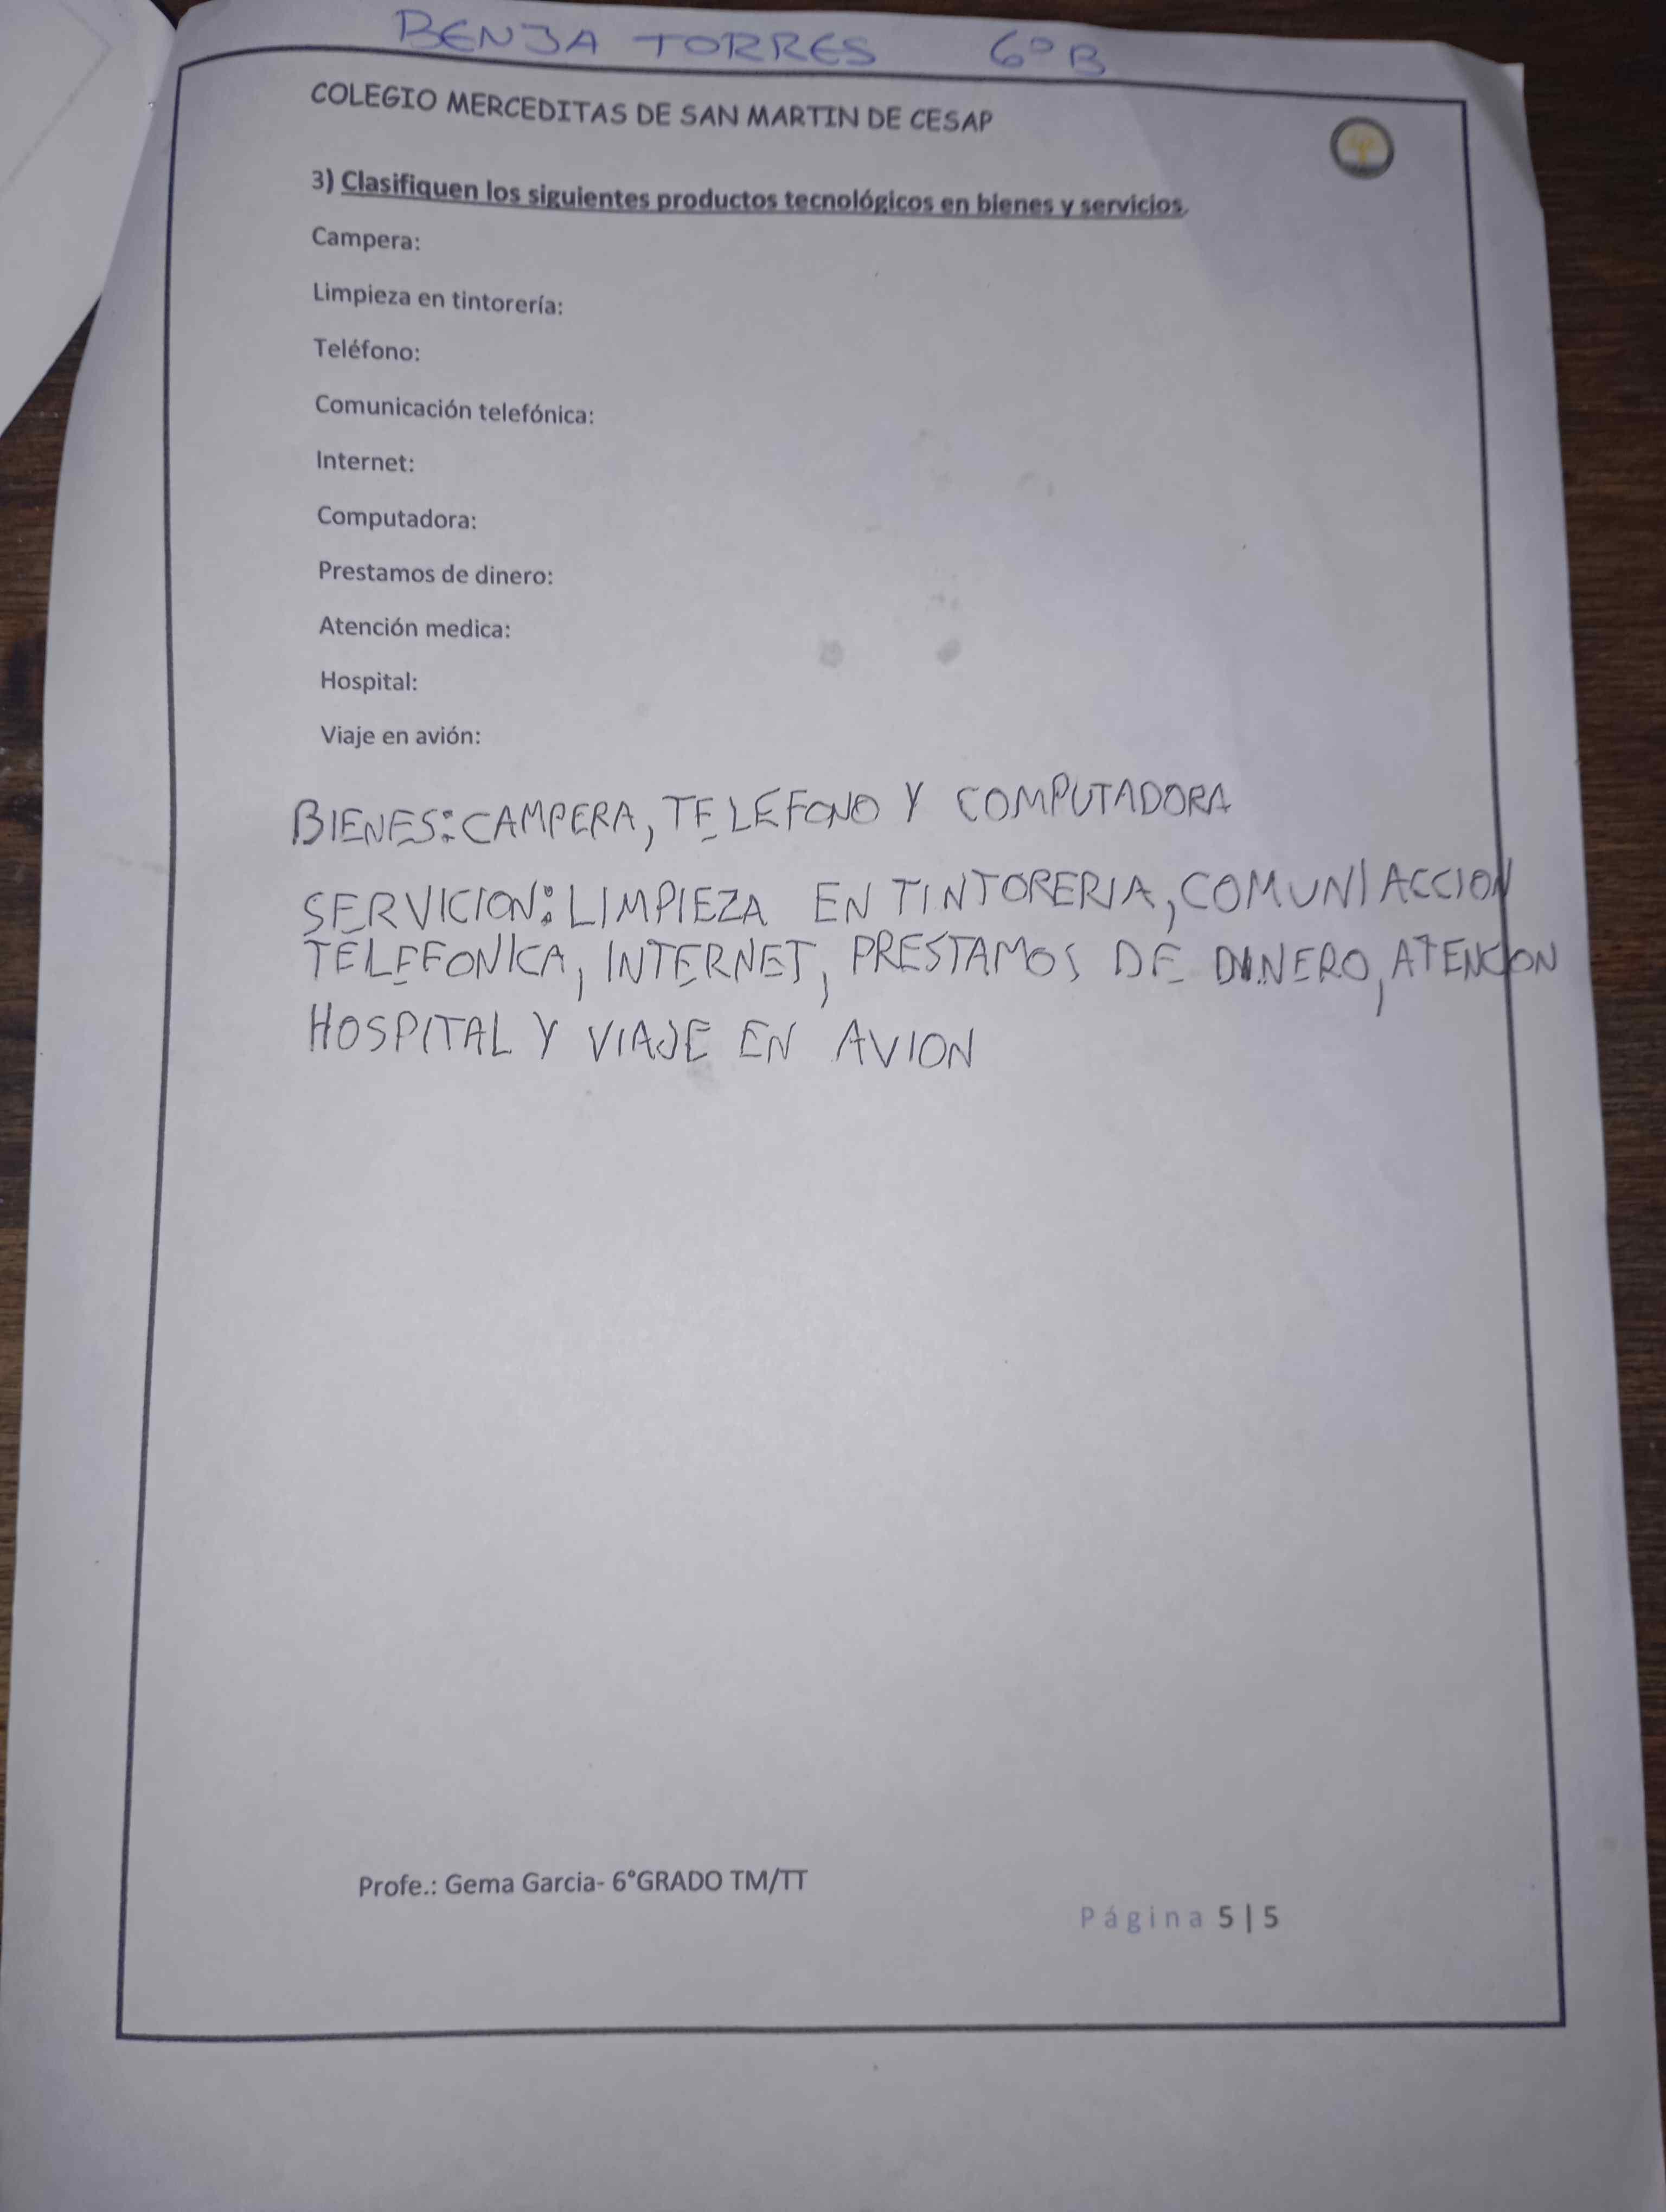 BENJA TORRES 6° B
COLEGIO MERCEDITAS DE SAN MARTIN DE CESAP
3) Clasifiquen los siguientes productos tecnológicos en bienes y servicios.
Campera:
Limpieza en tintorería:
Teléfono:
Comunicación telefónica:
Internet:
Computadora:
Prestamos de dinero:
Atención medica:
Hospital:
Viaje en avión:
BIENES: CAMPERA, TELEFONO Y COMPUTADORA
SERVICION: LIMPIEZA EN TINTORERIA, COMUNIACCION
TELEFONICA, INTERNET, PRESTAMOS DE DINERO, ATENCION
HOSPITAL Y VIAJE EN AVION
Profe.: Gema Garcia- 6°GRADO TM/TT
Página 5 | 5